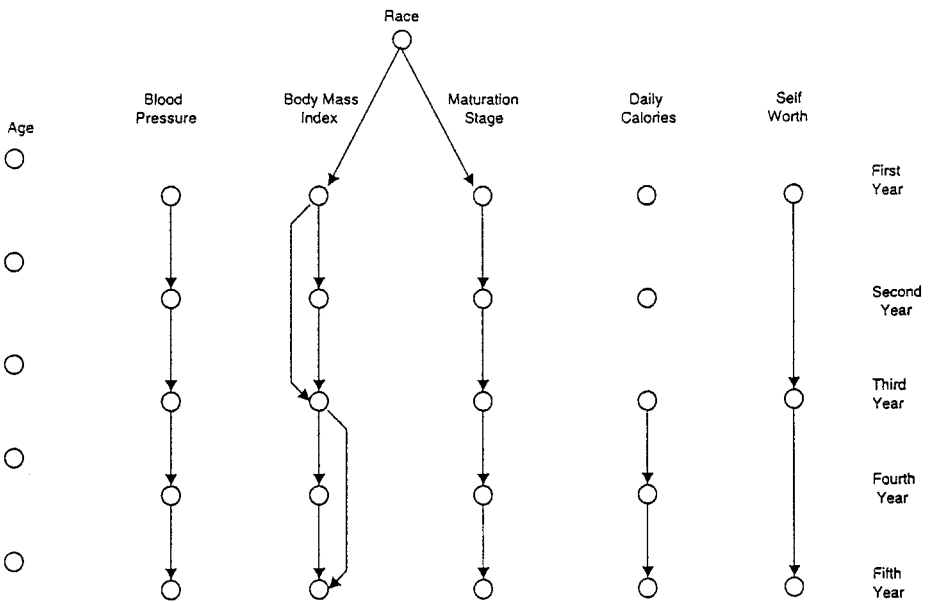 Race
Blood
Pressure
Body Mass
Index
Maturation
Stage
Daily
Calories
Self
Worth
Age
First
Year
Second
Year
Third
Year
Fourth
Year
Fifth
Year